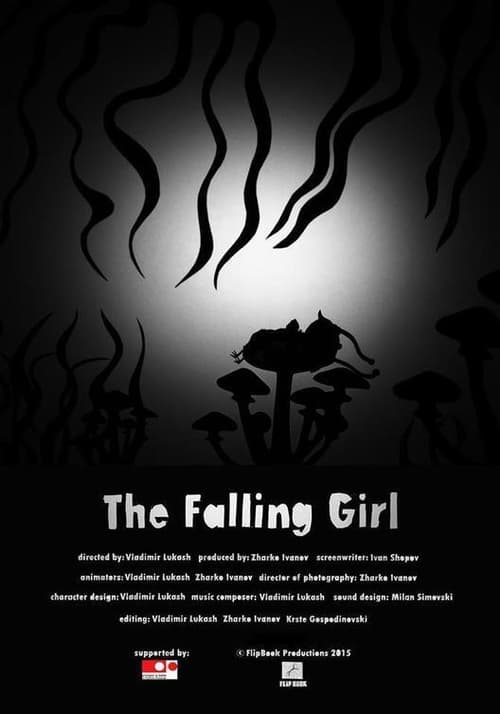 The Falling Girl
directed by: Vladimir Lukash produced by: Zharko Ivanov screenwriter: Ivan Shopov
animators: Vladimir Lukash Zharko Ivanov director of photography: Zharko Ivanov
character design: Vladimir Lukash music composer: Vladimir Lukash sound design: Milan Simovski
editing: Vladimir Lukash Zharko Ivanov Krste Gospodinovski
supported by: © FlipBook Productions 2015
FLIP BOOK